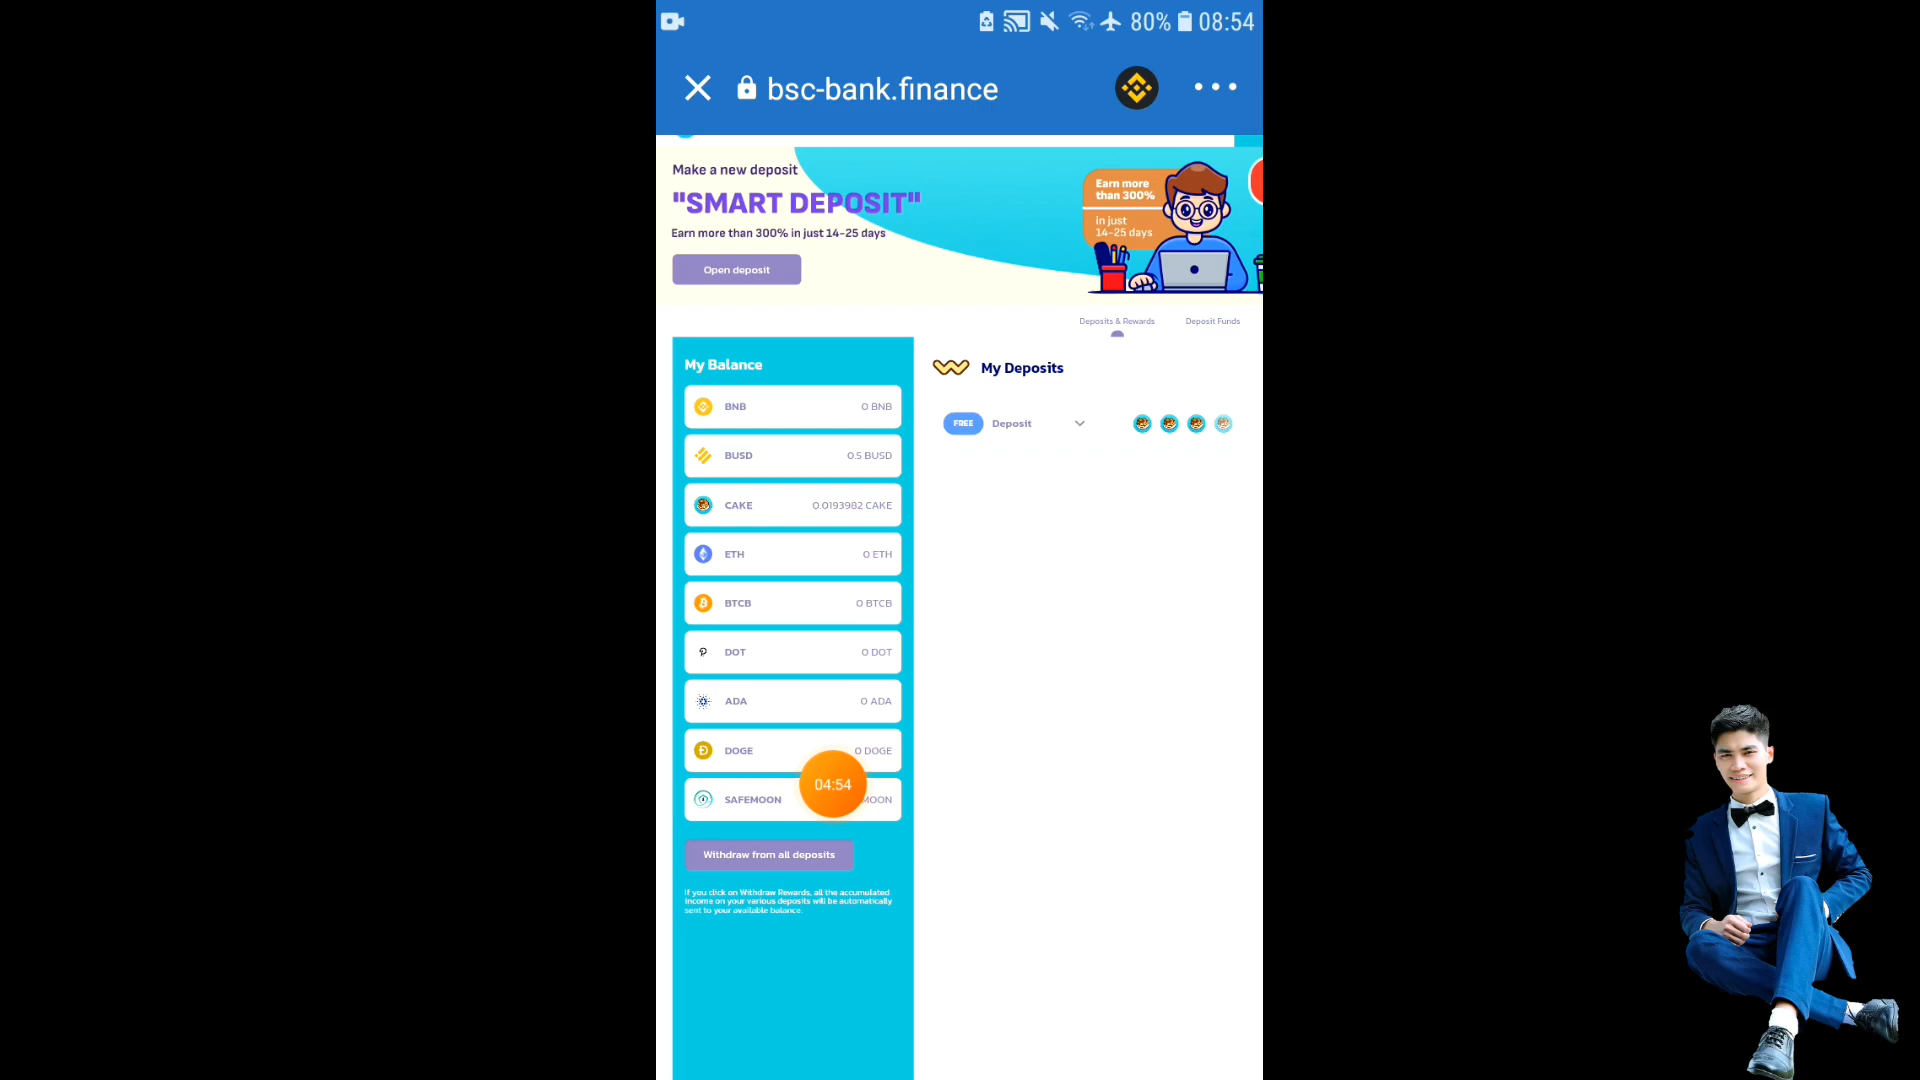 80% 08:54
bsc-bank.finance
Make a new deposit
"SMART DEPOSIT"
Earn more than 300% in just 14-25 days
Open deposit
Earn more
than 300%
in just
14-25 days
Deposits & Rewards Deposit Funds
My Balance
BNB 0 BNB
BUSD 0.5 BUSD
CAKE 0.0193982 CAKE
ETH 0 ETH
BTCB 0 BTCB
DOT 0 DOT
ADA 0 ADA
DOGE 0 DOGE
04:54
SAFEMOON MOON
Withdraw from all deposits
If you click on Withdraw Rewards, all the accumulated
income on your various deposits will be automatically
sent to your available balance.
My Deposits
FREE Deposit